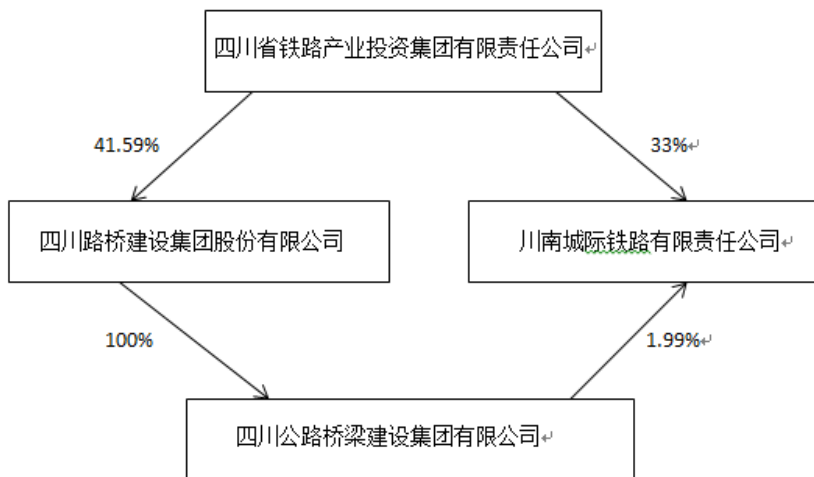 四川省铁路产业投资集团有限责任公司
41.59%
33%
四川路桥建设集团股份有限公司
川南城际铁路有限责任公司
100%
1.99%
四川公路桥梁建设集团有限公司